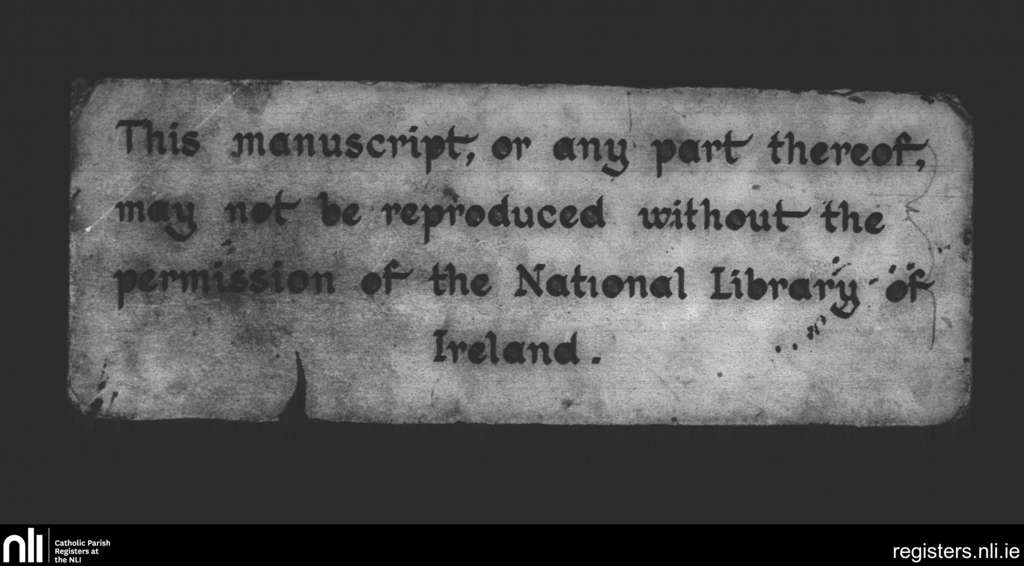 This manuscript, or any part thereof,
may not be reproduced without the
permission of the National Library of
Ireland.
nli
Catholic Parish
Registers at
the NLI
registers.nli.ie